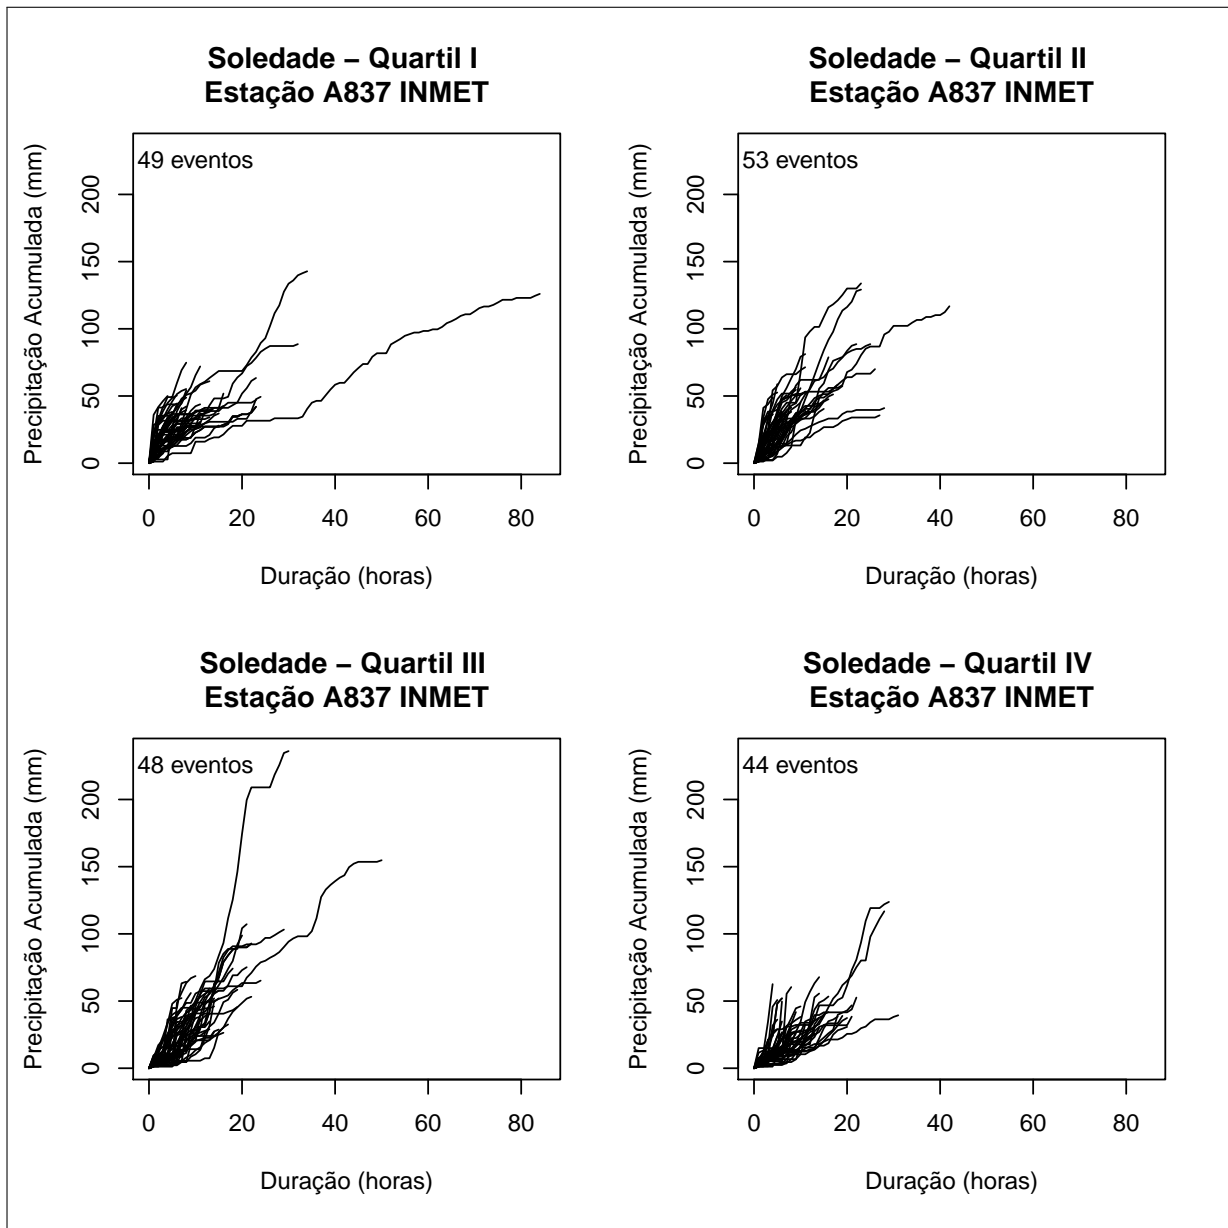 Soledade – Quartil I
Estação A837 INMET
49 eventos
Precipitação Acumulada (mm)
200
150
100
50
0
0 20 40 60 80
Duração (horas)
Soledade – Quartil II
Estação A837 INMET
53 eventos
Precipitação Acumulada (mm)
200
150
100
50
0
0 20 40 60 80
Duração (horas)
Soledade – Quartil III
Estação A837 INMET
48 eventos
Precipitação Acumulada (mm)
200
150
100
50
0
0 20 40 60 80
Duração (horas)
Soledade – Quartil IV
Estação A837 INMET
44 eventos
Precipitação Acumulada (mm)
200
150
100
50
0
0 20 40 60 80
Duração (horas)